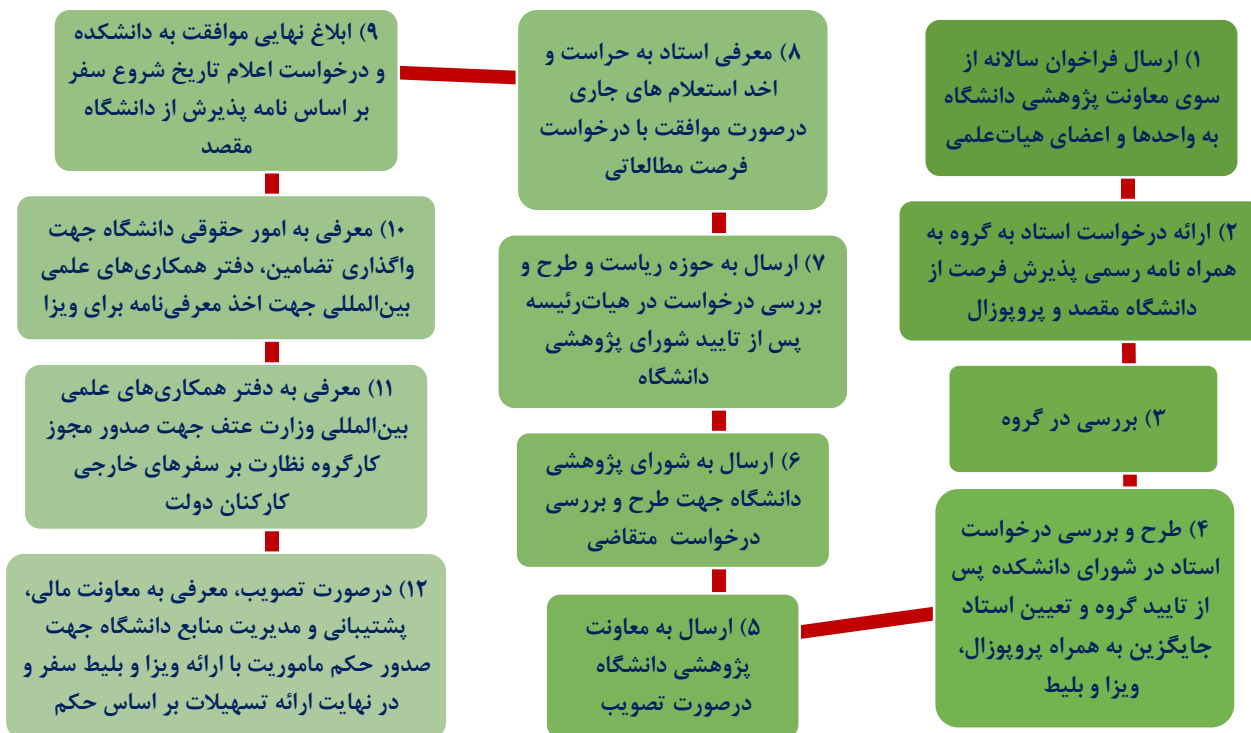 ۱) ارسال فراخوان سالانه از
سوی معاونت پژوهشی دانشگاه
به واحدها و اعضای هیات‌علمی
۲) ارائه درخواست استاد به گروه به
همراه نامه رسمی پذیرش فرصت از
دانشگاه مقصد و پروپوزال
۳) بررسی در گروه
۴) طرح و بررسی درخواست
استاد در شورای دانشکده پس
از تایید گروه و تعیین استاد
جایگزین به همراه پروپوزال،
ویزا و بلیط
۵) ارسال به معاونت
پژوهشی دانشگاه
درصورت تصویب
۶) ارسال به شورای پژوهشی
دانشگاه جهت طرح و بررسی
درخواست متقاضی
۷) ارسال به حوزه ریاست و طرح و
بررسی درخواست در هیات‌رئیسه
پس از تایید شورای پژوهشی
دانشگاه
۸) معرفی استاد به حراست و
اخد استعلام های جاری
درصورت موافقت با درخواست
فرصت مطالعاتی
۹) ابلاغ نهایی موافقت به دانشکده
و درخواست اعلام تاریخ شروع سفر
بر اساس نامه پذیرش از دانشگاه
مقصد
۱۰) معرفی به امور حقوقی دانشگاه جهت
واگذاری تضامین، دفتر همکاری‌های علمی
بین‌المللی جهت اخذ معرفی‌نامه برای ویزا
۱۱) معرفی به دفتر همکاری‌های علمی
بین‌المللی وزارت عتف جهت صدور مجوز
کارگروه نظارت بر سفرهای خارجی
کارکنان دولت
۱۲) درصورت تصویب، معرفی به معاونت مالی،
پشتیبانی و مدیریت منابع دانشگاه جهت
صدور حکم ماموریت با ارائه ویزا و بلیط سفر و
در نهایت ارائه تسهیلات بر اساس حکم